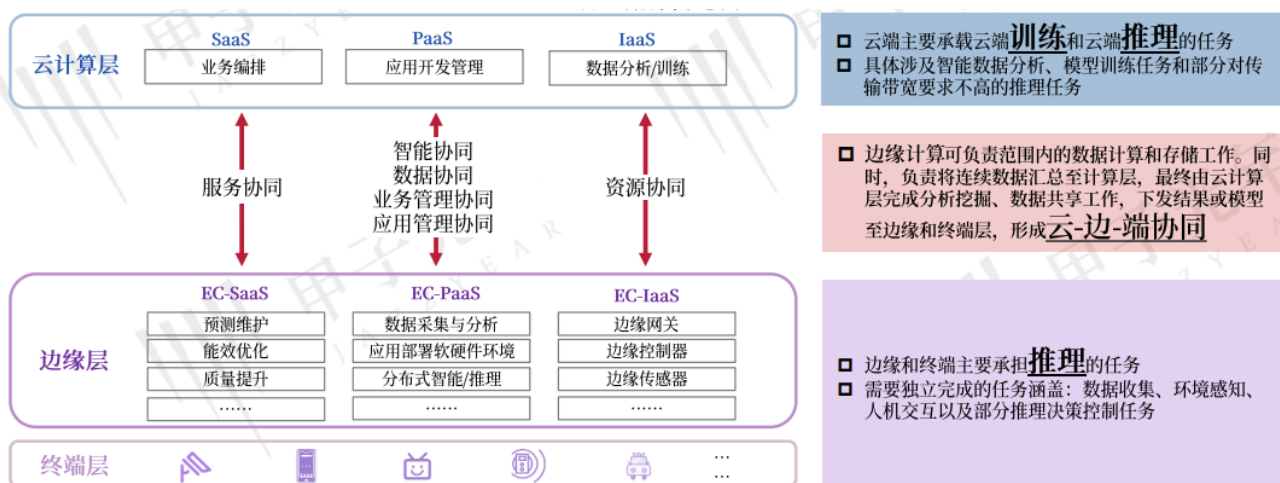 云计算层
SaaS
业务编排
PaaS
应用开发管理
IaaS
数据分析/训练
服务协同
智能协同
数据协同
业务管理协同
应用管理协同
资源协同
边缘层
EC-SaaS
预测维护
能效优化
质量提升
……
EC-PaaS
数据采集与分析
应用部署软硬件环境
分布式智能/推理
……
EC-IaaS
边缘网关
边缘控制器
边缘传感器
……
终端层
…
…
云端主要承载云端训练和云端推理的任务
具体涉及智能数据分析、模型训练任务和部分对传
输带宽要求不高的推理任务
边缘计算可负责范围内的数据计算和存储工作。同
时，负责将连续数据汇总至计算层，最终由云计算
层完成分析挖掘、数据共享工作，下发结果或模型
至边缘和终端层，形成云-边-端协同
边缘和终端主要承担推理的任务
需要独立完成的任务涵盖：数据收集、环境感知、
人机交互以及部分推理决策控制任务